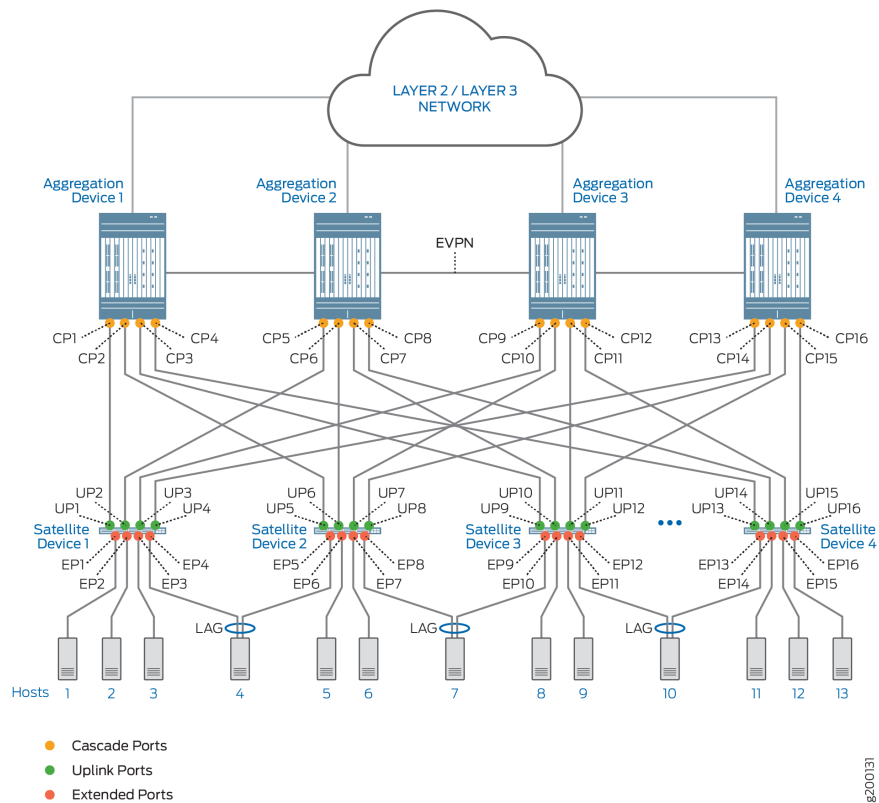 LAYER 2 / LAYER 3
NETWORK
Aggregation
Device 1
Aggregation
Device 2
Aggregation
Device 3
Aggregation
Device 4
EVPN
CP1
CP2
CP3
CP4
CP5
CP6
CP7
CP8
CP9
CP10
CP11
CP12
CP13
CP14
CP15
CP16
UP1
UP2
UP3
UP4
UP5
UP6
UP7
UP8
UP9
UP10
UP11
UP12
UP13
UP14
UP15
UP16
Satellite
Device 1
Satellite
Device 2
Satellite
Device 3
Satellite
Device 4
EP1
EP2
EP3
EP4
EP5
EP6
EP7
EP8
EP9
EP10
EP11
EP12
EP13
EP14
EP15
EP16
LAG
LAG
LAG
Hosts 1 2 3 4 5 6 7 8 9 10 11 12 13
Cascade Ports
Uplink Ports
Extended Ports
g200131